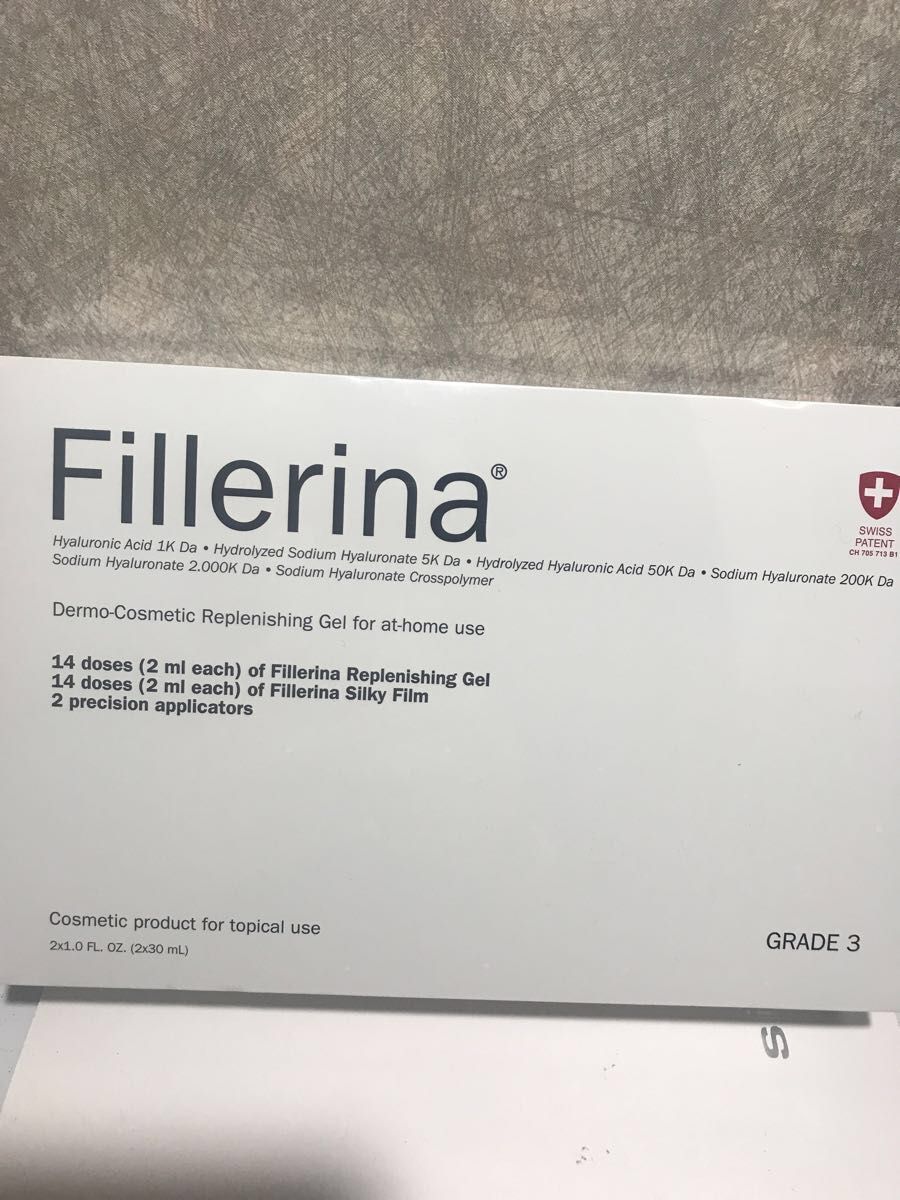 Fillerina®
Hyaluronic Acid 1K Da • Hydrolyzed Sodium Hyaluronate 5K Da • Hydrolyzed Hyaluronic Acid 50K Da • Sodium Hyaluronate 200K Da
Sodium Hyaluronate 2.000K Da • Sodium Hyaluronate Crosspolymer
SWISS
PATENT
CH 705 713 B1
Dermo-Cosmetic Replenishing Gel for at-home use
14 doses (2 ml each) of Fillerina Replenishing Gel
14 doses (2 ml each) of Fillerina Silky Film
2 precision applicators
Cosmetic product for topical use
2x1.0 FL. OZ. (2x30 mL)
GRADE 3
S